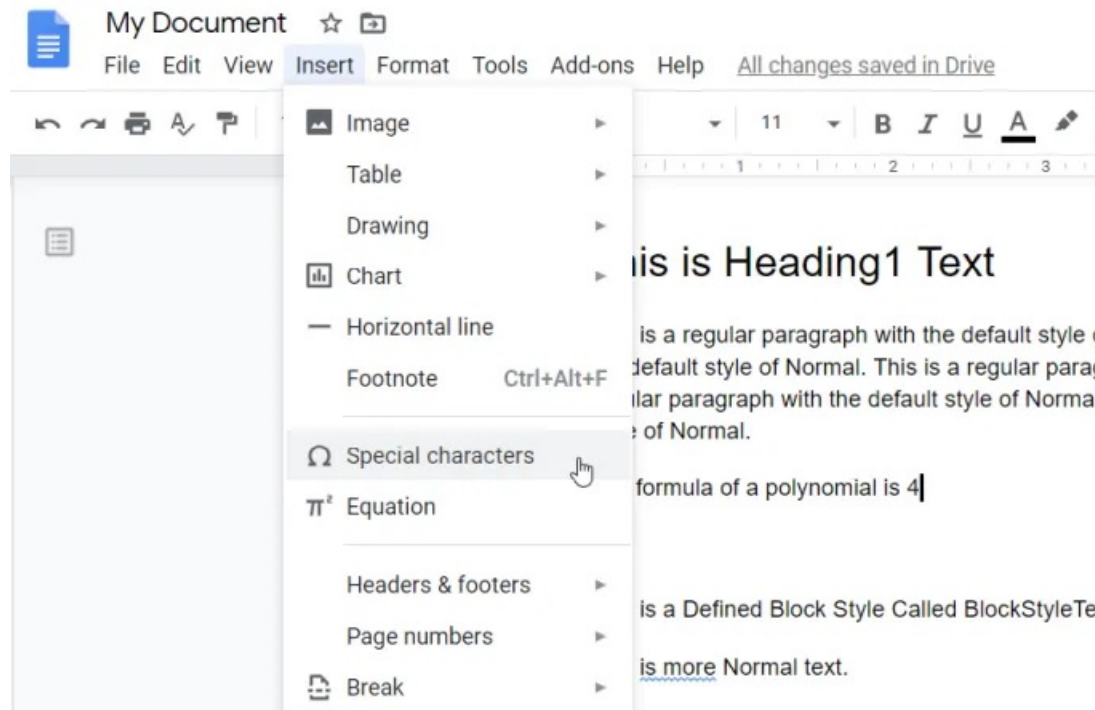 My Document
File Edit View Insert Format Tools Add-ons Help All changes saved in Drive
11 B I U A
1 2 3
Image
Table
Drawing
Chart
Horizontal line
Footnote Ctrl+Alt+F
Special characters
Equation
Headers & footers
Page numbers
Break
is is Heading1 Text
is a regular paragraph with the default style
default style of Normal. This is a regular para
lar paragraph with the default style of Norma
of Normal.
formula of a polynomial is 4
is a Defined Block Style Called BlockStyleTe
is more Normal text.